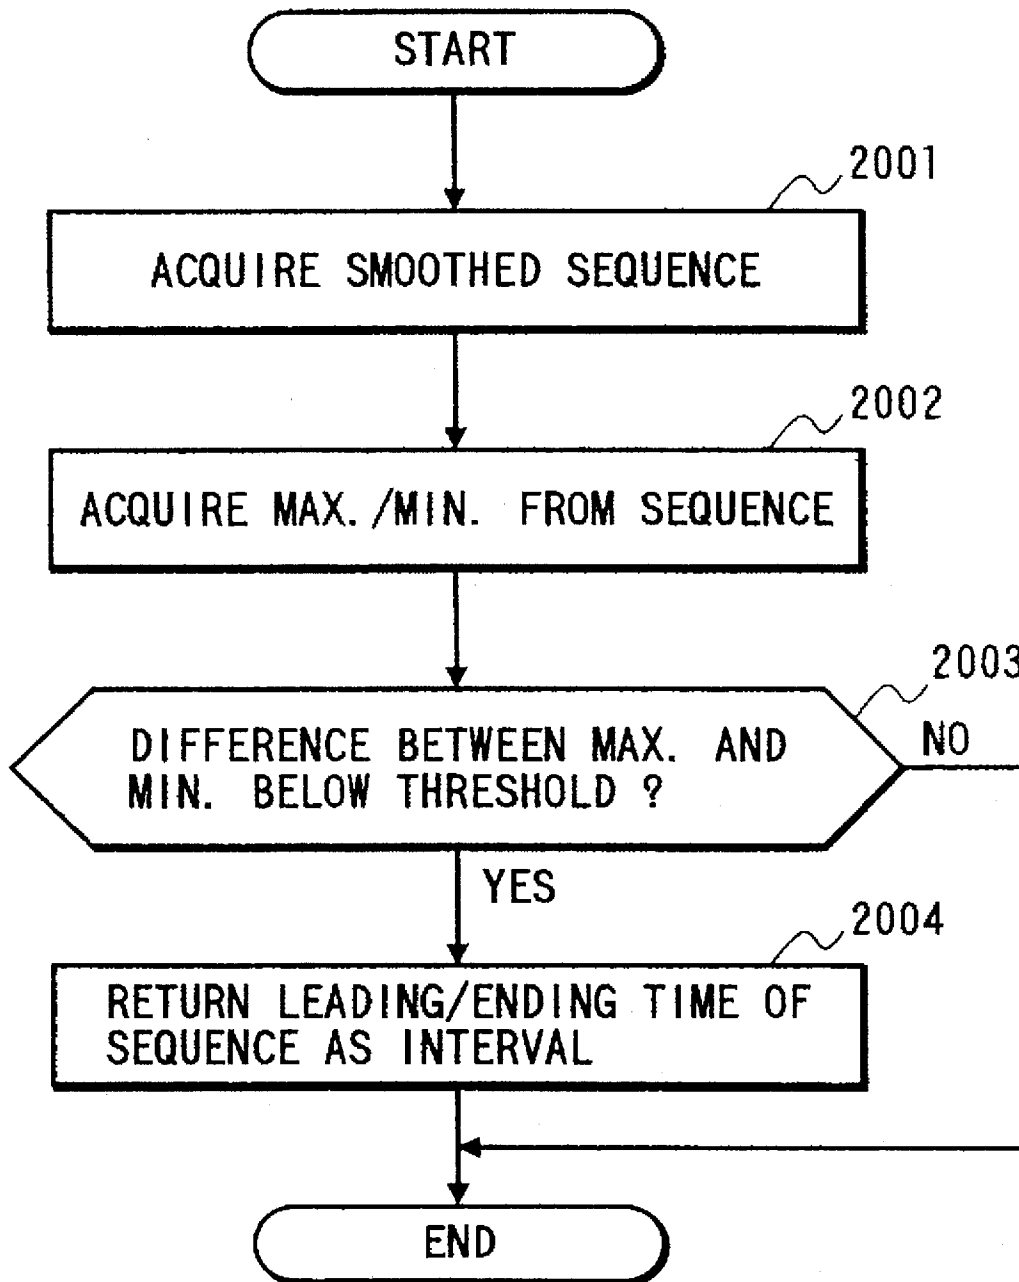 START
2001
ACQUIRE SMOOTHED SEQUENCE
2002
ACQUIRE MAX./MIN. FROM SEQUENCE
2003
DIFFERENCE BETWEEN MAX. AND
MIN. BELOW THRESHOLD ?
NO
YES
2004
RETURN LEADING/ENDING TIME OF
SEQUENCE AS INTERVAL
END